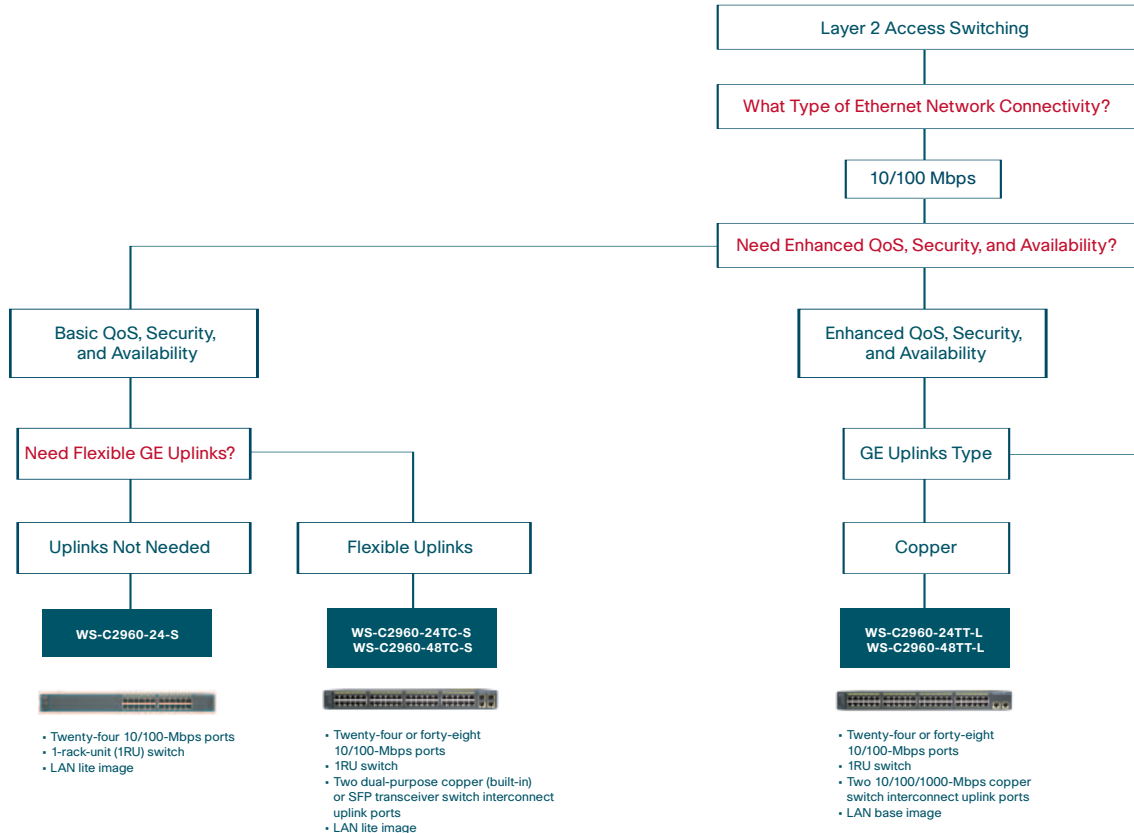 Layer 2 Access Switching
What Type of Ethernet Network Connectivity?
10/100 Mbps
Need Enhanced QoS, Security, and Availability?
Basic QoS, Security,
and Availability
Enhanced QoS, Security,
and Availability
Need Flexible GE Uplinks?
GE Uplinks Type
Uplinks Not Needed
Flexible Uplinks
Copper
WS-C2960-24-S
WS-C2960-24TC-S
WS-C2960-48TC-S
WS-C2960-24TT-L
WS-C2960-48TT-L
• Twenty-four 10/100-Mbps ports
• 1-rack-unit (1RU) switch
• LAN lite image
• Twenty-four or forty-eight
10/100-Mbps ports
• 1RU switch
• Two dual-purpose copper (built-in)
or SFP transceiver switch interconnect
uplink ports
• LAN lite image
• Twenty-four or forty-eight
10/100-Mbps ports
• 1RU switch
• Two 10/100/1000-Mbps copper
switch interconnect uplink ports
• LAN base image